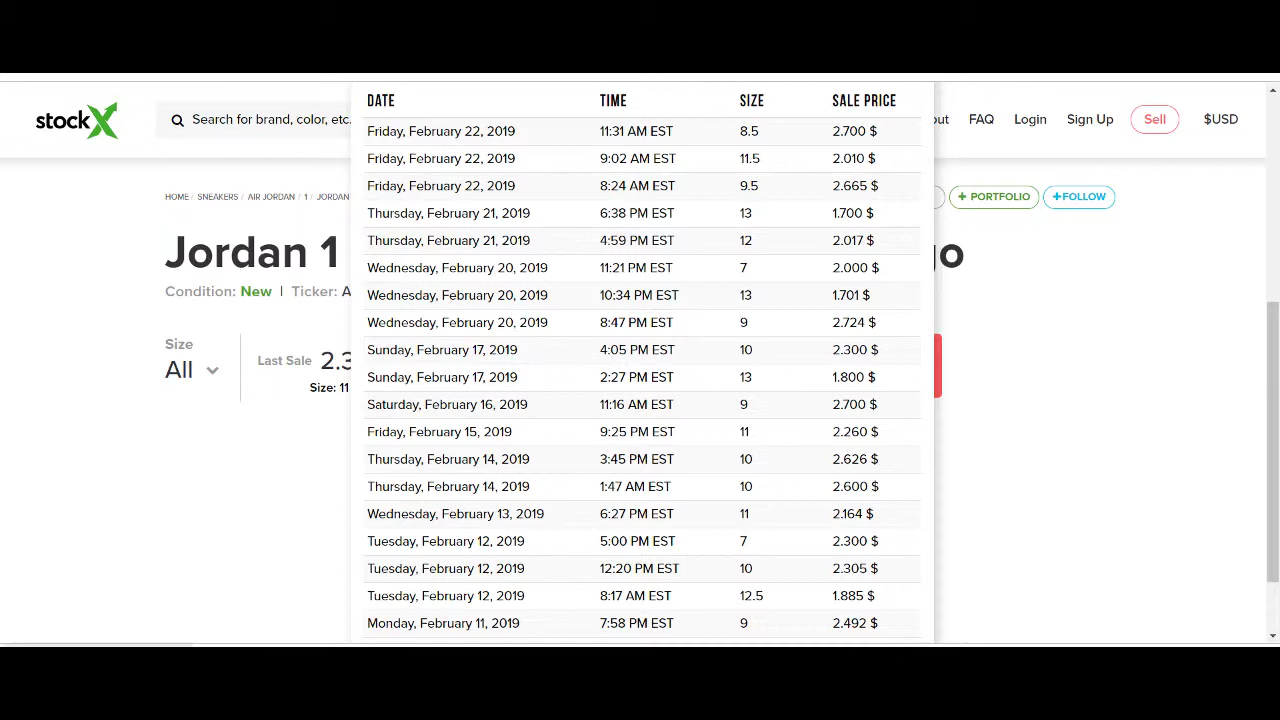 DATE TIME SIZE SALE PRICE
stockX Search for brand, color, etc. out FAQ Login Sign Up Sell $USD
Friday, February 22, 2019 11:31 AM EST 8.5 2.700 $
Friday, February 22, 2019 9:02 AM EST 11.5 2.010 $
Friday, February 22, 2019 8:24 AM EST 9.5 2.665 $
HOME / SNEAKERS / AIR JORDAN / 1 / JORDAN + PORTFOLIO +FOLLOW
Thursday, February 21, 2019 6:38 PM EST 13 1.700 $
Thursday, February 21, 2019 4:59 PM EST 12 2.017 $
Jordan 1 go
Wednesday, February 20, 2019 11:21 PM EST 7 2.000 $
Condition: New | Ticker: A
Wednesday, February 20, 2019 10:34 PM EST 13 1.701 $
Wednesday, February 20, 2019 8:47 PM EST 9 2.724 $
Size
All
Last Sale 2.3
Size: 11
Sunday, February 17, 2019 4:05 PM EST 10 2.300 $
Sunday, February 17, 2019 2:27 PM EST 13 1.800 $
Saturday, February 16, 2019 11:16 AM EST 9 2.700 $
Friday, February 15, 2019 9:25 PM EST 11 2.260 $
Thursday, February 14, 2019 3:45 PM EST 10 2.626 $
Thursday, February 14, 2019 1:47 AM EST 10 2.600 $
Wednesday, February 13, 2019 6:27 PM EST 11 2.164 $
Tuesday, February 12, 2019 5:00 PM EST 7 2.300 $
Tuesday, February 12, 2019 12:20 PM EST 10 2.305 $
Tuesday, February 12, 2019 8:17 AM EST 12.5 1.885 $
Monday, February 11, 2019 7:58 PM EST 9 2.492 $